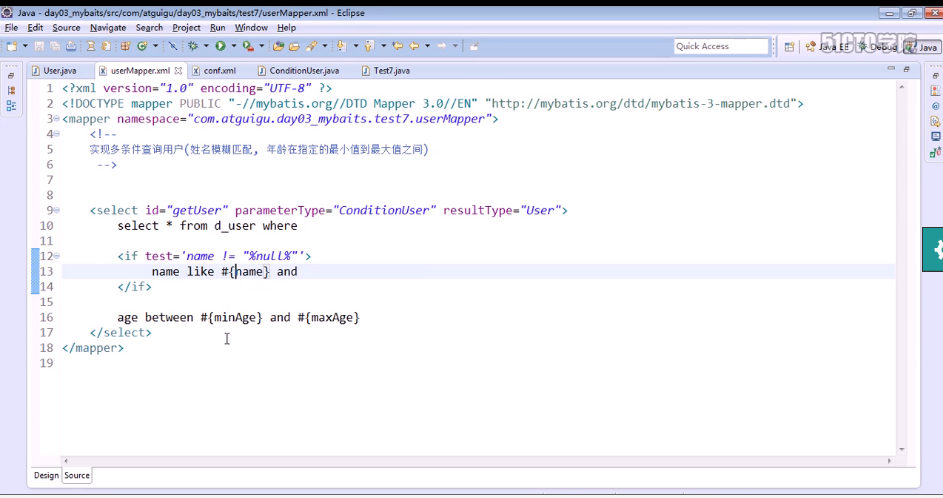 Java - day03_mybaits/src/com/atguigu/day03_mybaits/test7/userMapper.xml - Eclipse
File Edit Source Navigate Search Project Run Window Help
Quick Access
Java EE Debug Java
51CTO学院
User.java userMapper.xml conf.xml ConditionUser.java Test7.java
1 <?xml version="1.0" encoding="UTF-8" ?>
2 <!DOCTYPE mapper PUBLIC "-//mybatis.org//DTD Mapper 3.0//EN" "http://mybatis.org/dtd/mybatis-3-mapper.dtd">
3 <mapper namespace="com.atguigu.day03_mybaits.test7.userMapper">
4 <!--
5 实现多条件查询用户(姓名模糊匹配, 年龄在指定的最小值到最大值之间)
6 -->
7
8
9 <select id="getUser" parameterType="ConditionUser" resultType="User">
10 select * from d_user where
11
12 <if test='name != "%null%"'>
13 name like #{name} and
14 </if>
15
16 age between #{minAge} and #{maxAge}
17 </select>
18 </mapper>
19
Design Source